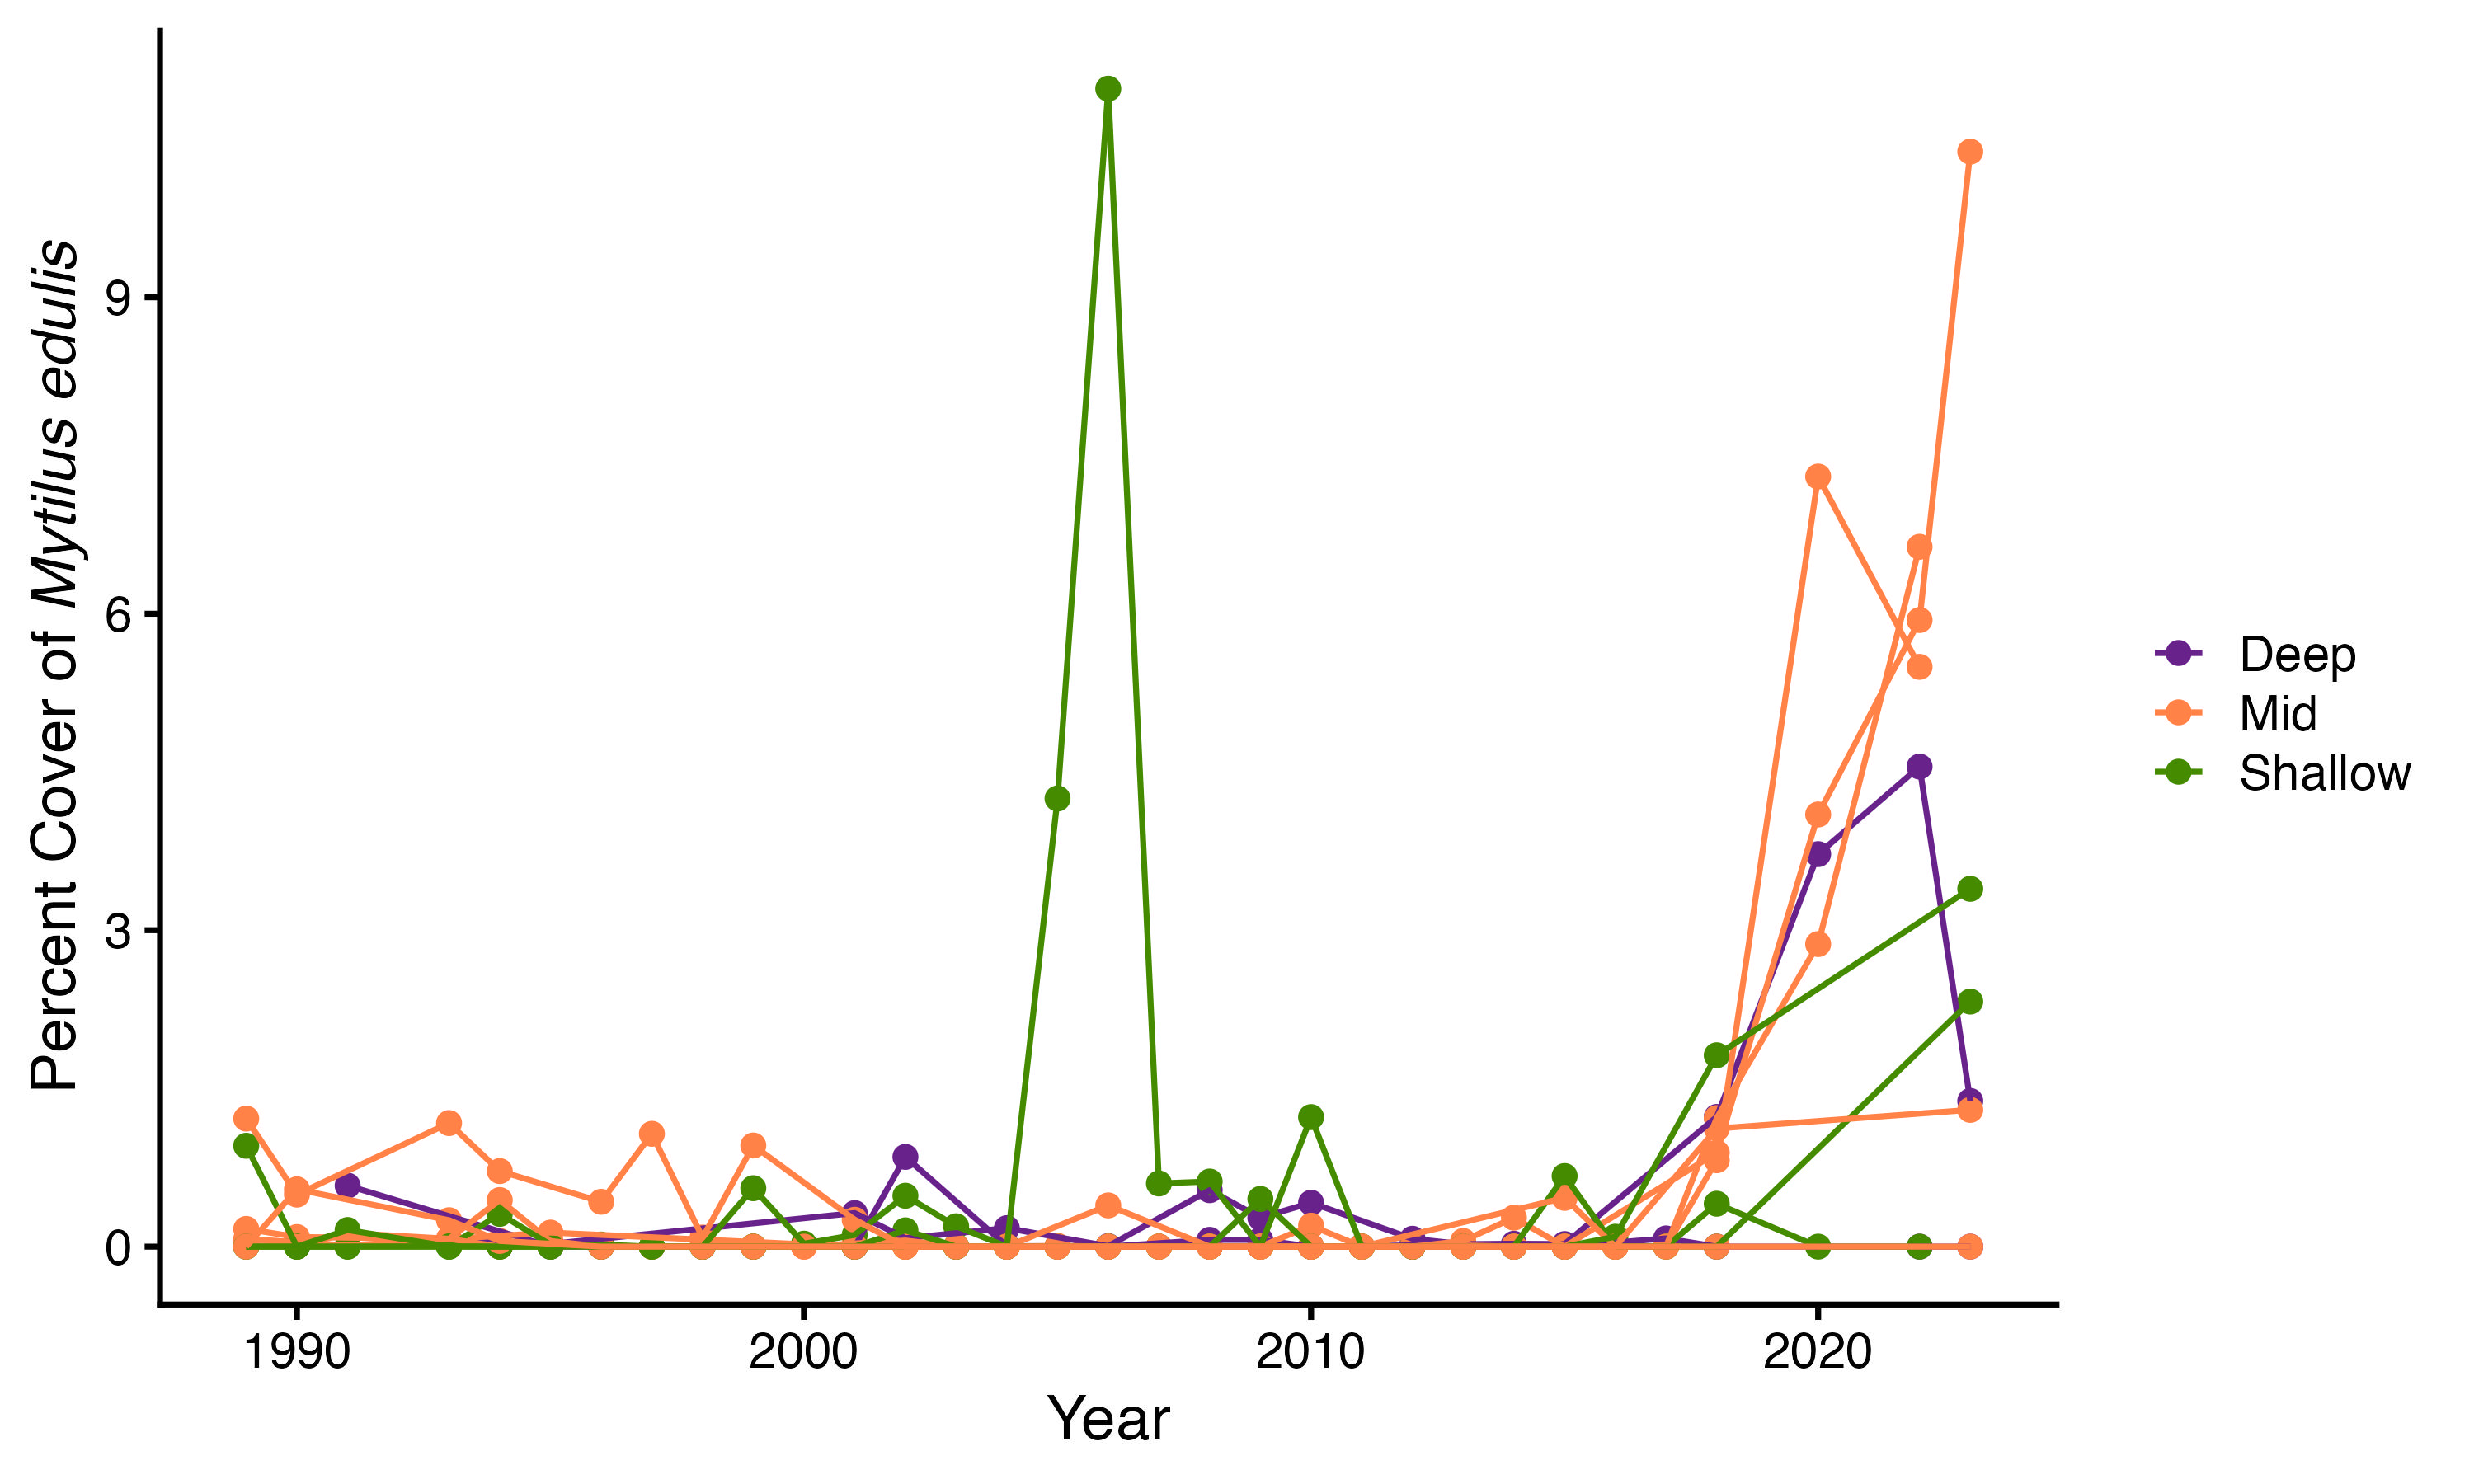 Percent Cover of Mytilus edulis
9
6
3
0
1990 2000 2010 2020
Year
Deep
Mid
Shallow